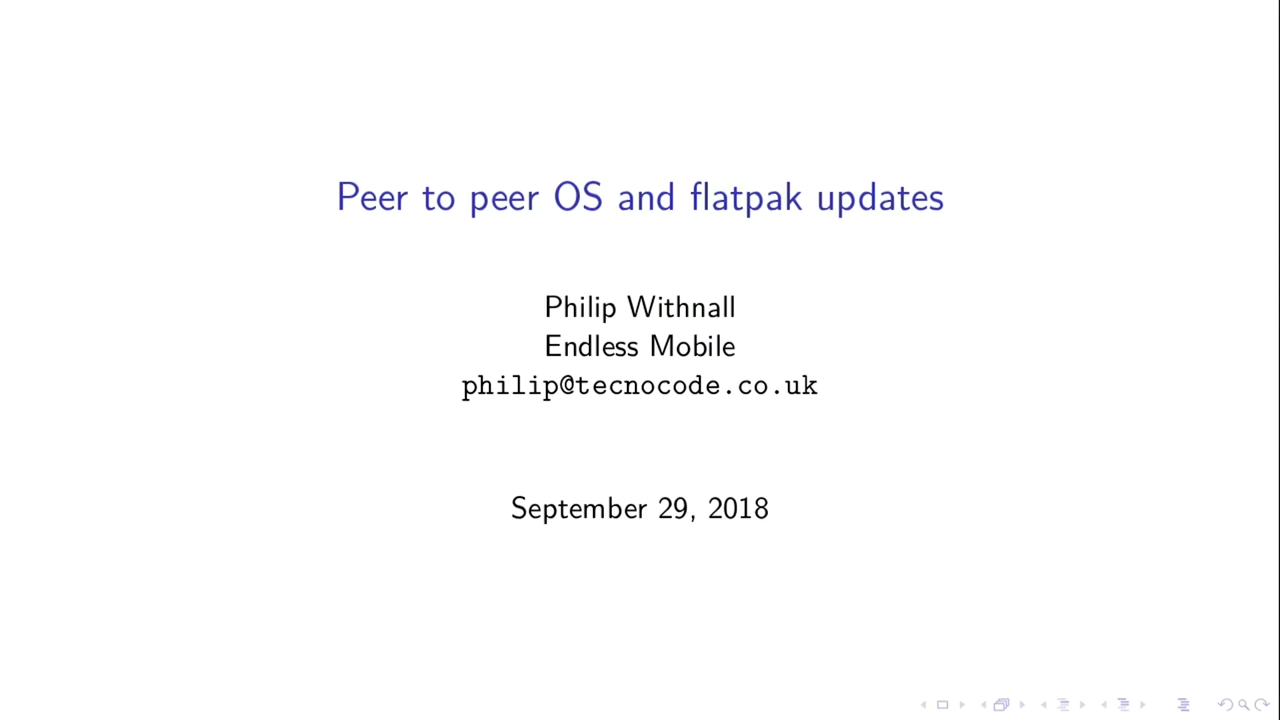 Peer to peer OS and flatpak updates
Philip Withnall
Endless Mobile
philip@tecnocode.co.uk
September 29, 2018